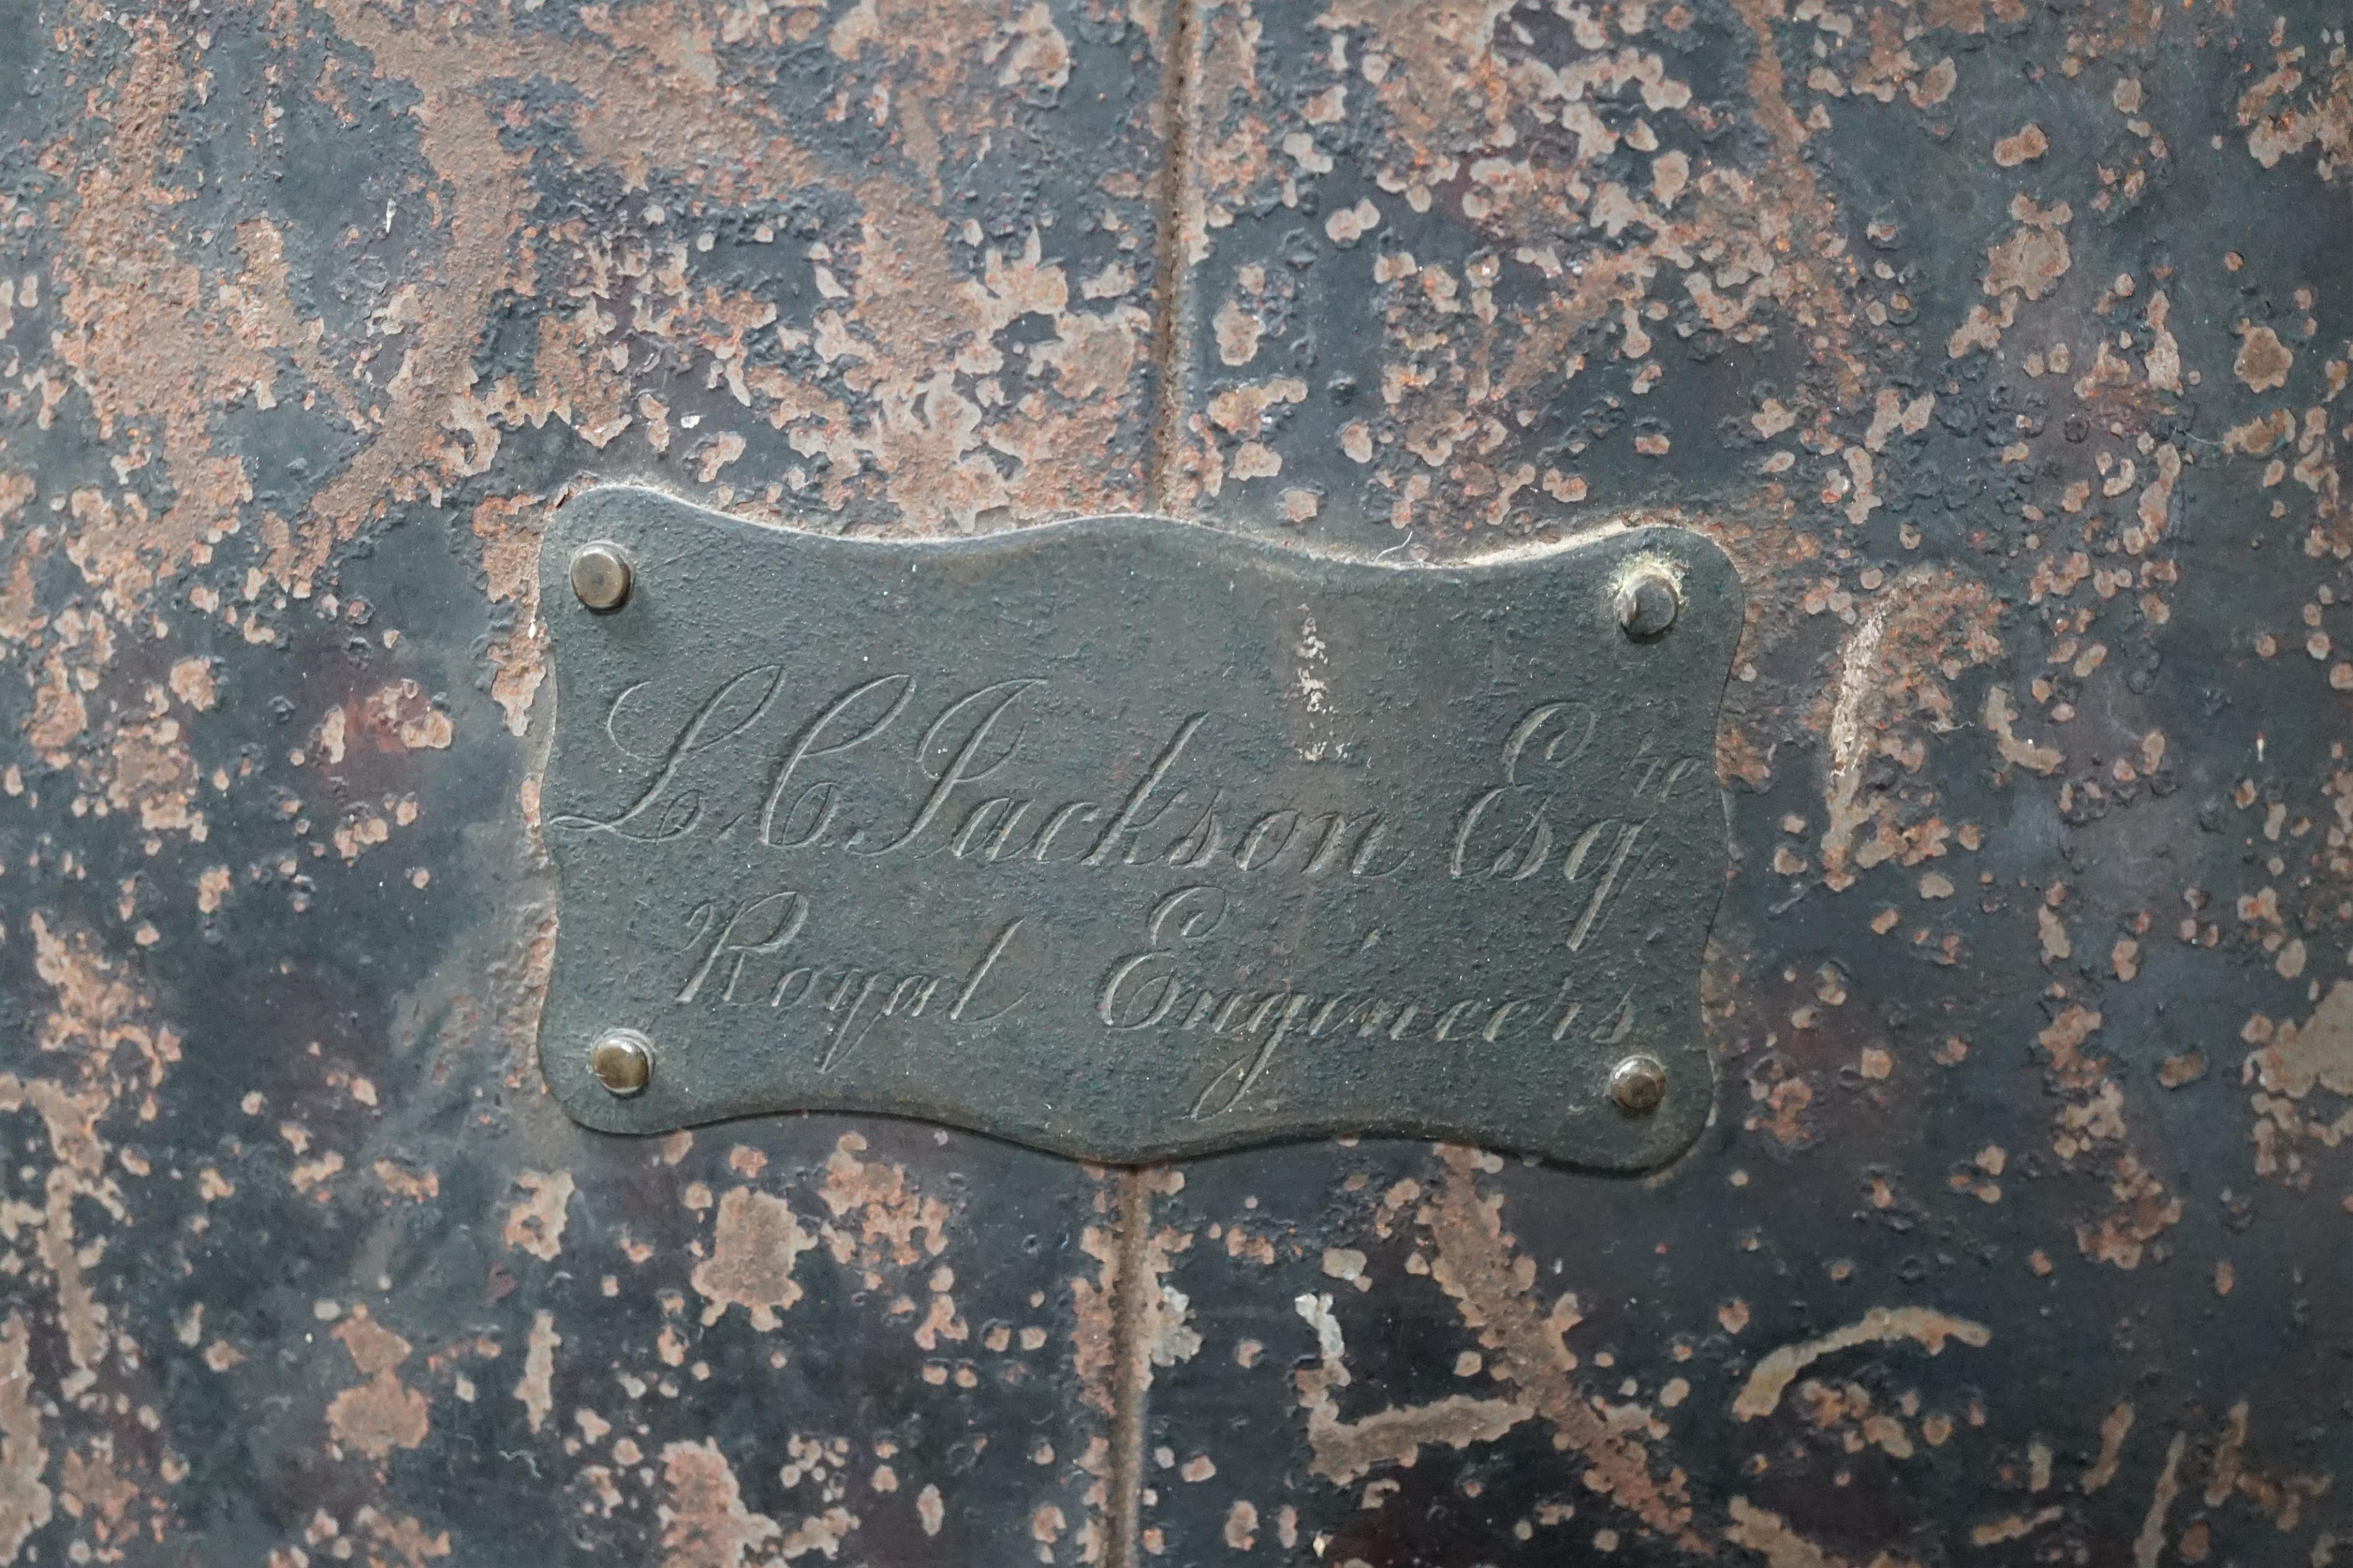 L. C. Jackson Esqre
Royal Engineers